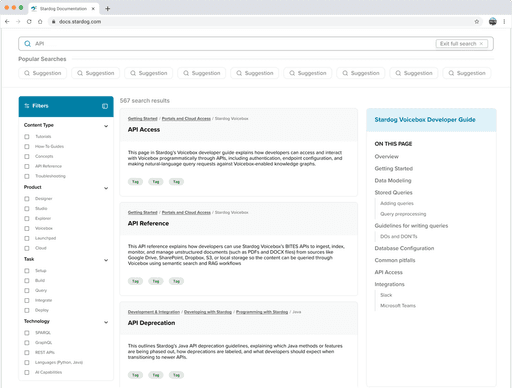 Stardog Documentation
docs.stardog.com
API
Exit full search ×
Popular Searches
Suggestion Suggestion Suggestion Suggestion Suggestion Suggestion Suggestion Suggestion Suggestion
Filters
Content Type
Tutorials
How-To Guides
Concepts
API Reference
Troubleshooting
Product
Designer
Studio
Explorer
Voicebox
Launchpad
Cloud
Task
Setup
Build
Query
Integrate
Deploy
Technology
SPARQL
GraphQL
REST APIs
Languages (Python, Java)
AI Capabilities
567 search results
Getting Started / Portals and Cloud Access / Stardog Voicebox
API Access
This page in Stardog's Voicebox developer guide explains how developers can access and interact
with Voicebox programmatically through APIs, including authentication, endpoint configuration, and
making natural-language query requests against Voicebox-enabled knowledge graphs.
Tag Tag Tag
Getting Started / Portals and Cloud Access / Stardog Voicebox
API Reference
This API reference explains how developers can use Stardog Voicebox's BITES APIs to ingest, index,
monitor, and manage unstructured documents (such as PDFs and DOCX files) from sources like
Google Drive, SharePoint, Dropbox, S3, or local storage so the content can be queried through
Voicebox using semantic search and RAG workflows
Tag Tag Tag
Development & Integration / Developing with Stardog / Programming with Stardog / Java
API Deprecation
This outlines Stardog's Java API deprecation guidelines, explaining which Java methods or features
are being phased out, how deprecations are labeled, and what developers should expect when
transitioning to newer APIs.
Tag Tag Tag
Stardog Voicebox Developer Guide
ON THIS PAGE
Overview
Getting Started
Data Modeling
Stored Queries
Adding queries
Query preprocessing
Guidelines for writing queries
DOs and DON'Ts
Database Configuration
Common pitfalls
API Access
Integrations
Slack
Microsoft Teams